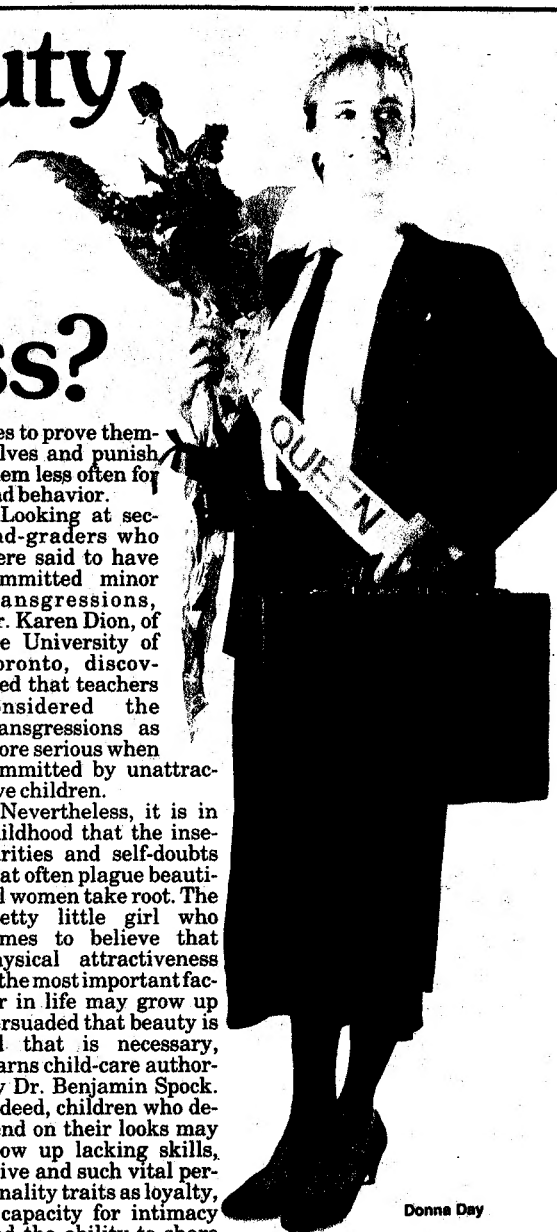 uty
ss?
es to prove them-
lves and punish
em less often for
d behavior.
Looking at sec-
nd-graders who
ere said to have
mmitted minor
ansgressions,
r. Karen Dion, of
e University of
oronto, discov-
ed that teachers
nsidered the
ansgressions as
ore serious when
mmitted by unattrac-
ve children.
Nevertheless, it is in
ildhood that the inse-
rities and self-doubts
at often plague beauti-
l women take root. The
etty little girl who
mes to believe that
ysical attractiveness
the most important fac-
r in life may grow up
rsuaded that beauty is
l that is necessary,
arns child-care author-
y Dr. Benjamin Spock.
deed, children who de-
end on their looks may
ow up lacking skills,
ive and such vital per-
nality traits as loyalty,
capacity for intimacy
d the ability to share
QUEEN
Donna Day